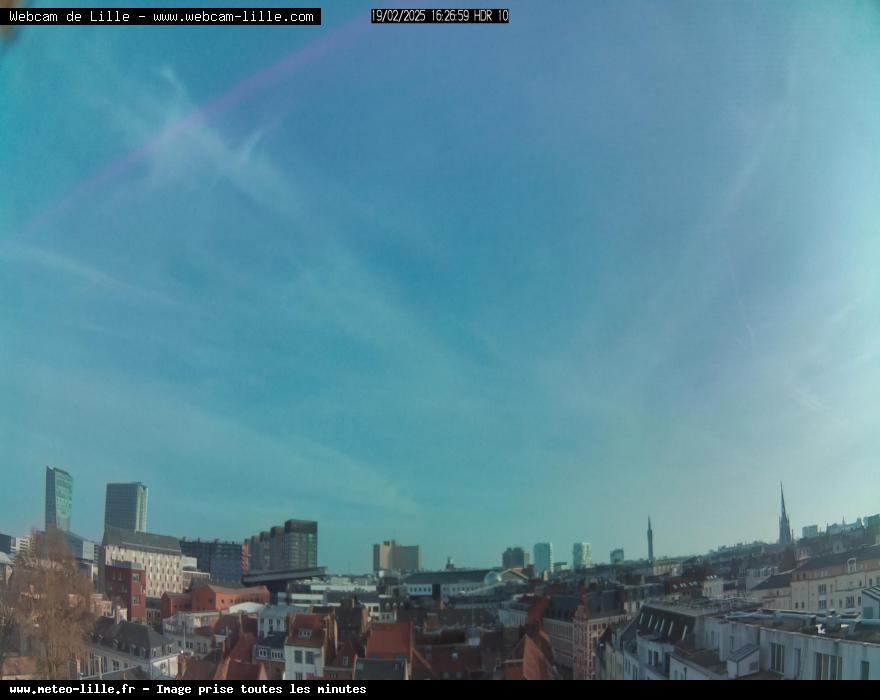 Webcam de Lille - www.webcam-lille.com
19/02/2025 16:26:59 HDR 10
www.meteo-lille.fr - Image prise toutes les minutes